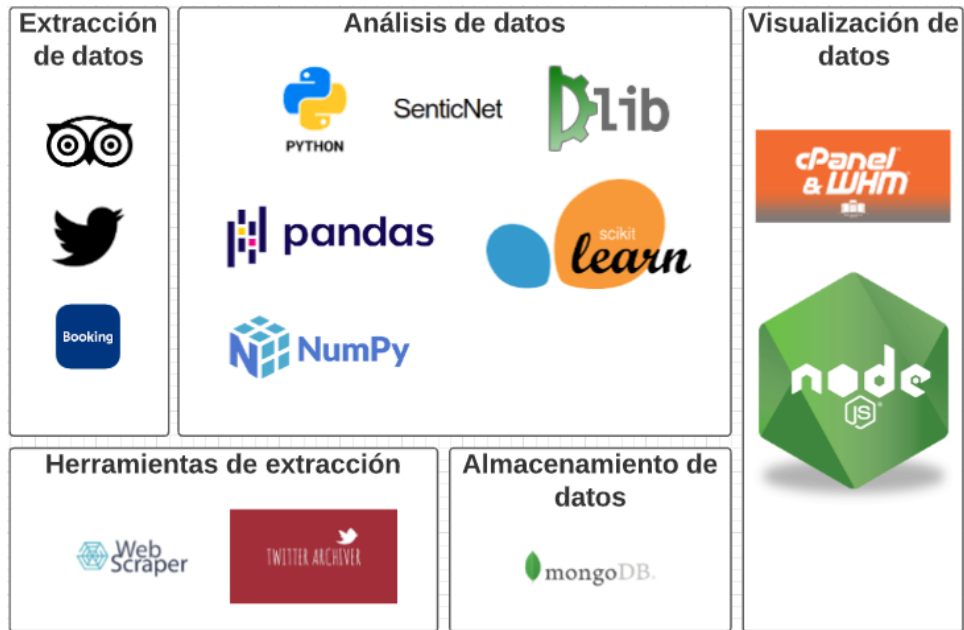 Extracción
de datos
Booking
Análisis de datos
PYTHON
SenticNet
Dlib
pandas
scikit
learn
NumPy
Visualización de
datos
cPanel®
& WHM®
node
JS®
Herramientas de extracción
Web
Scraper
TWITTER ARCHIVER
Almacenamiento de
datos
mongoDB.